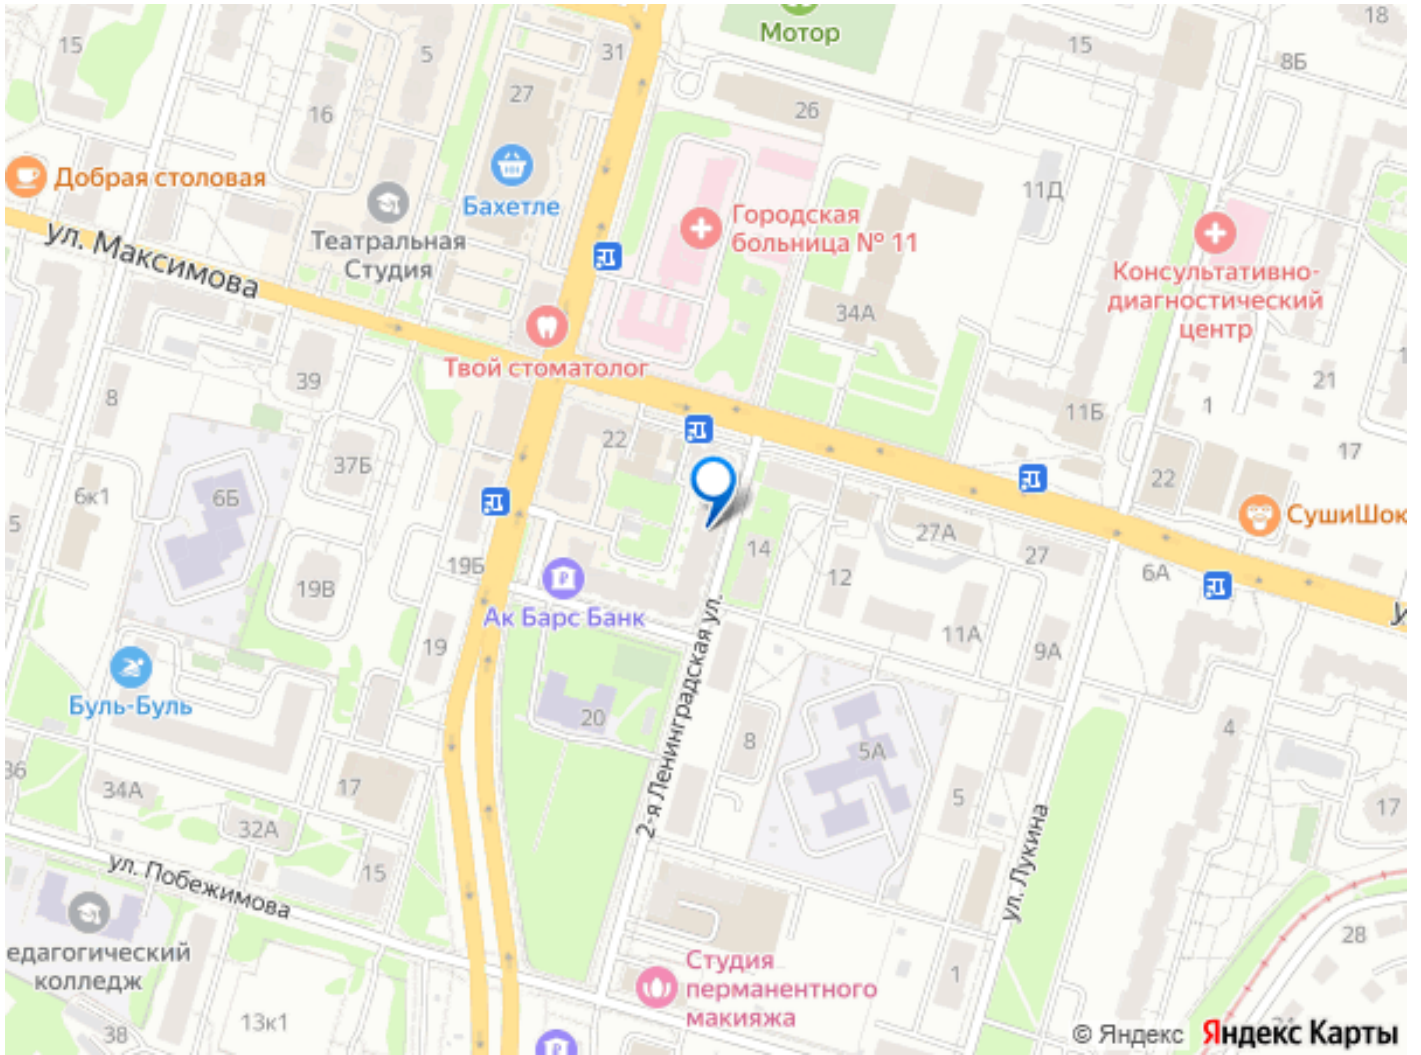 Мотор
18
15
15
5
31
8Б
27
26
16
Добрая столовая
Бахетле
11Д
Городская
больница № 11
Театральная
Студия
ул. Максимова
Консультативно-
диагностический
центр
34А
Твой стоматолог
39
21
8
1
11Б
22
17
37Б
6к1
6Б
22
5
СушиШок
27А
14
27
19Б
12
6А
19В
Ак Барс Банк
19
11А
9А
2-я Ленинградская ул.
Буль-Буль
20
8
5А
4
36
34А
17
5
17
32А
ул. Лукина
15
ул. Побежимова
28
едагогический
колледж
Студия
перманентного
макияжа
1
13к1
38
© Яндекс Яндекс Карты